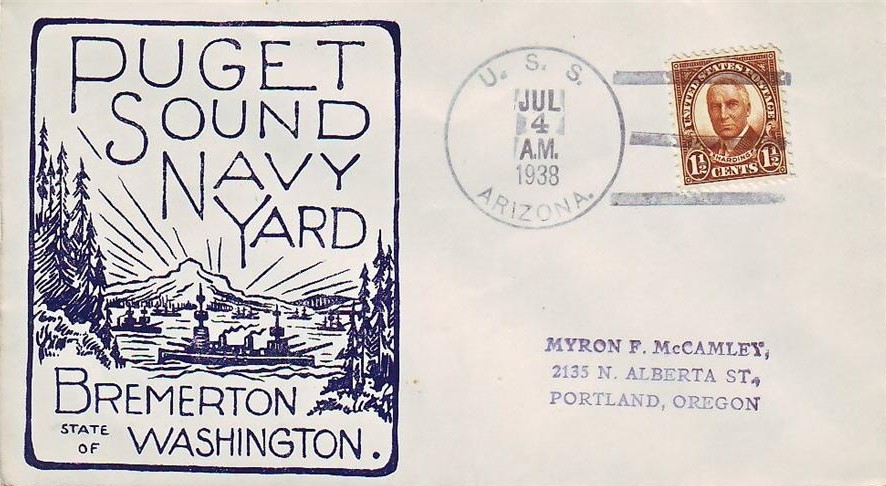 PUGET
SOUND
NAVY
YARD
BREMERTON
STATE
OF
WASHINGTON.
U. S. S.
JUL
4
A.M.
1938
ARIZONA.
UNITED STATES POSTAGE
HARDING
1½ CENTS 1½
MYRON F. McCAMLEY,
2135 N. ALBERTA ST.,
PORTLAND, OREGON